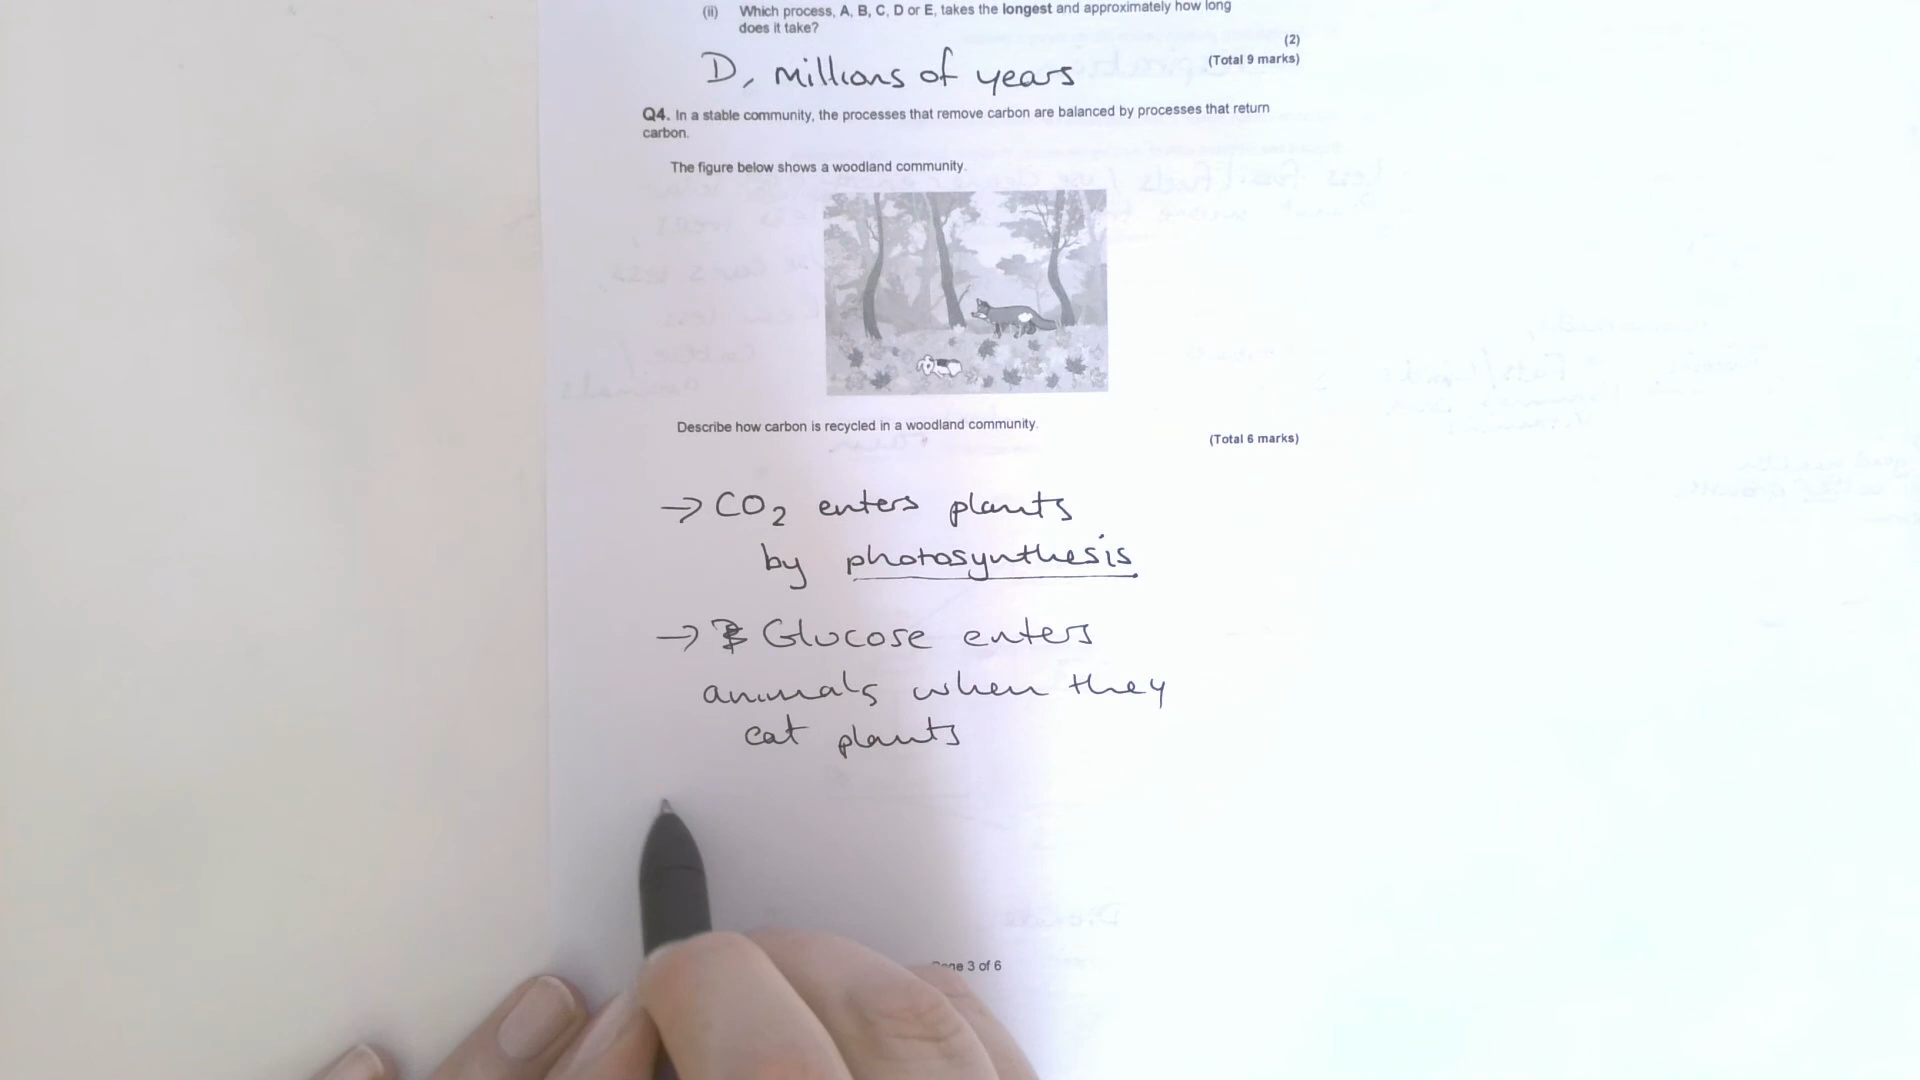 (ii) Which process, A, B, C, D or E, takes the longest and approximately how long
does it take?
(2)
(Total 9 marks)
D, millions of years
Q4. In a stable community, the processes that remove carbon are balanced by processes that return
carbon.
The figure below shows a woodland community.
Describe how carbon is recycled in a woodland community.
(Total 6 marks)
→ CO₂ enters plants
by photosynthesis
→ Glucose enters
animals when they
eat plants
3 of 6